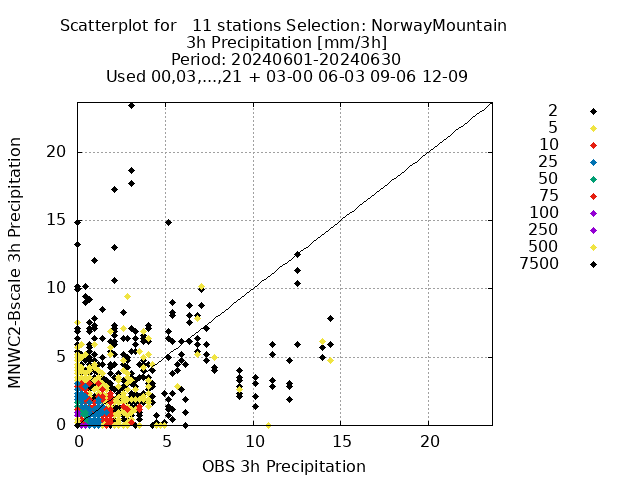 Scatterplot for   11 stations Selection: NorwayMountain
3h Precipitation [mm/3h]
Period: 20240601-20240630
Used 00,03,...,21 + 03-00 06-03 09-06 12-09
MNWC2-Bscale 3h Precipitation
20
15
10
5
0
0 5 10 15 20
OBS 3h Precipitation
2
5
10
25
50
75
100
250
500
7500